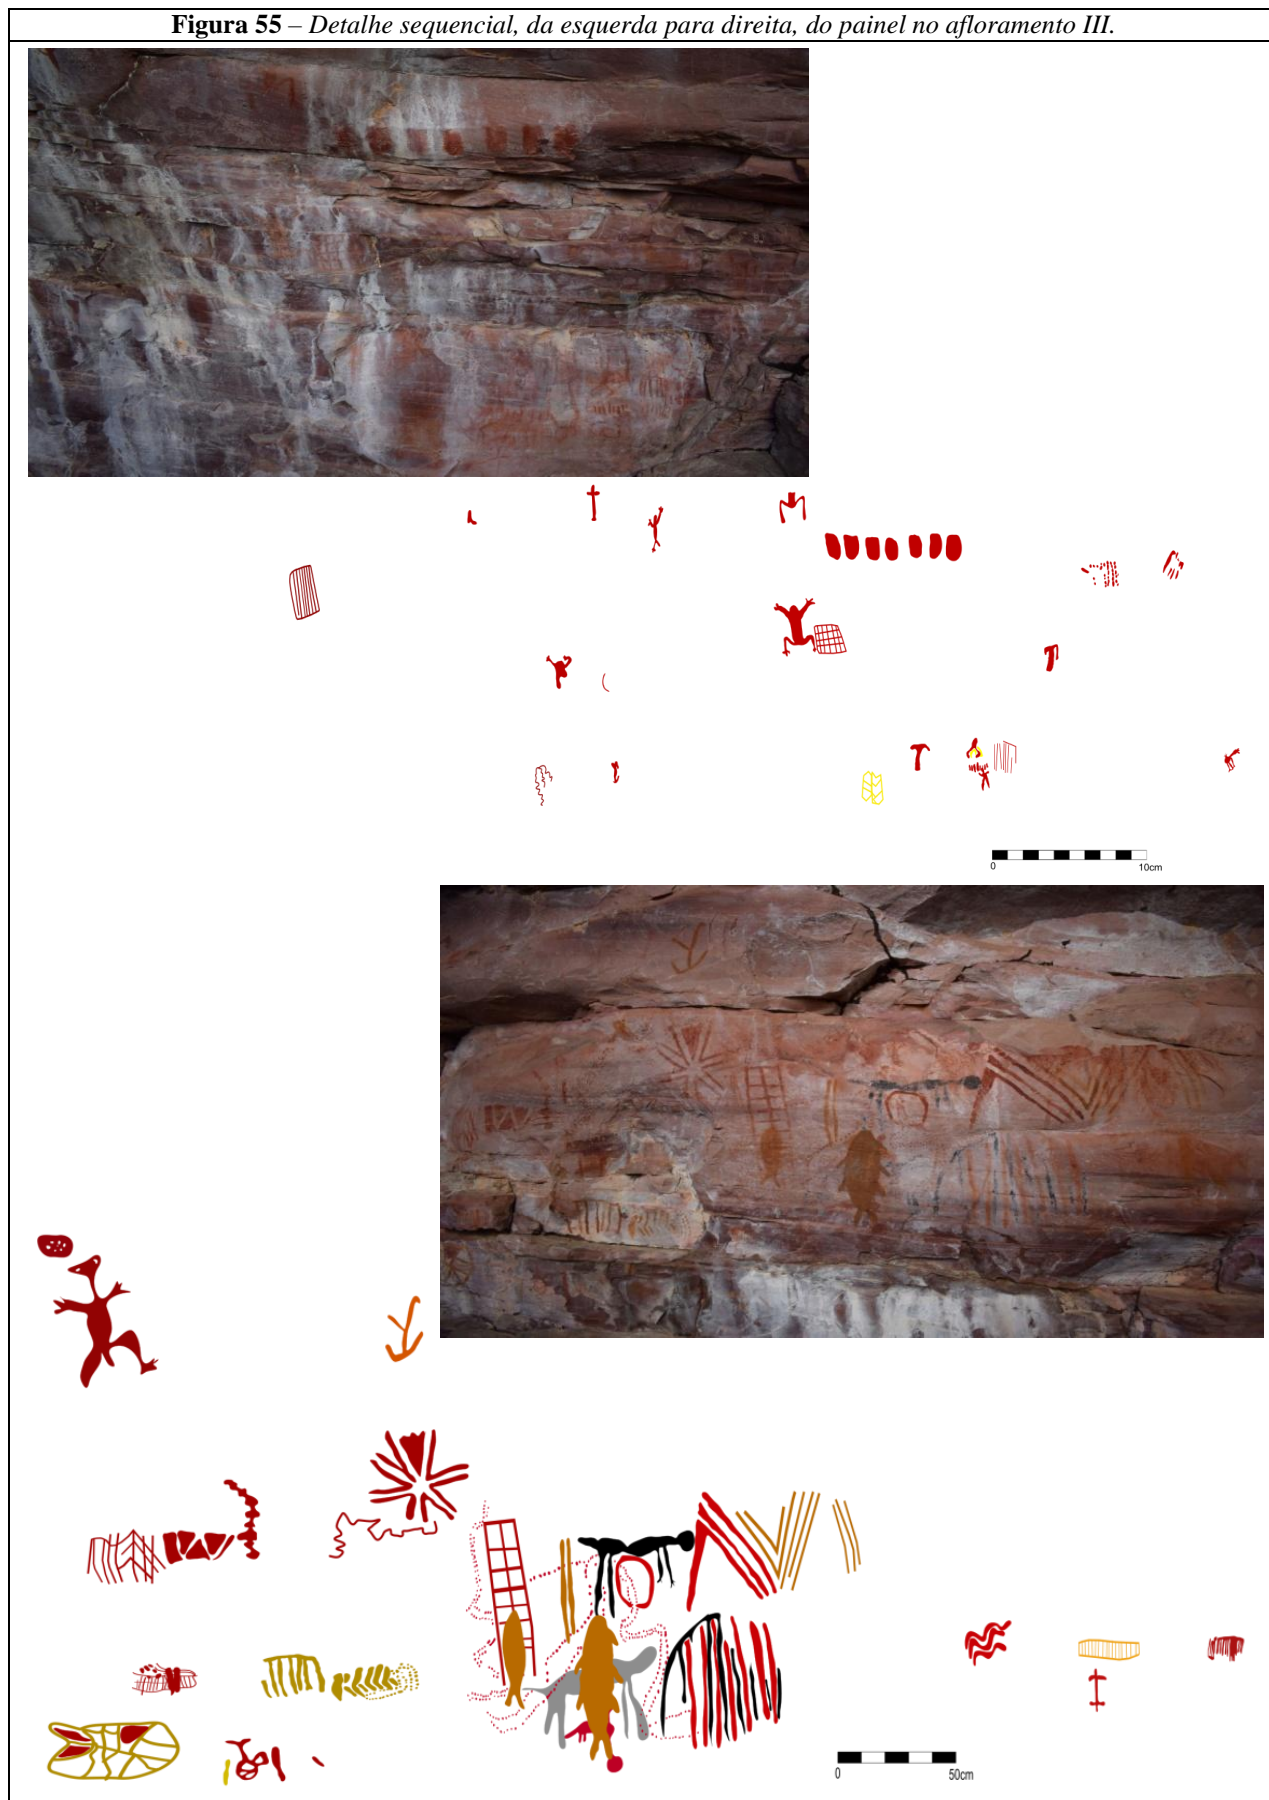 Figura 55 – Detalhe sequencial, da esquerda para direita, do painel no afloramento III.
0 10cm
0 50cm